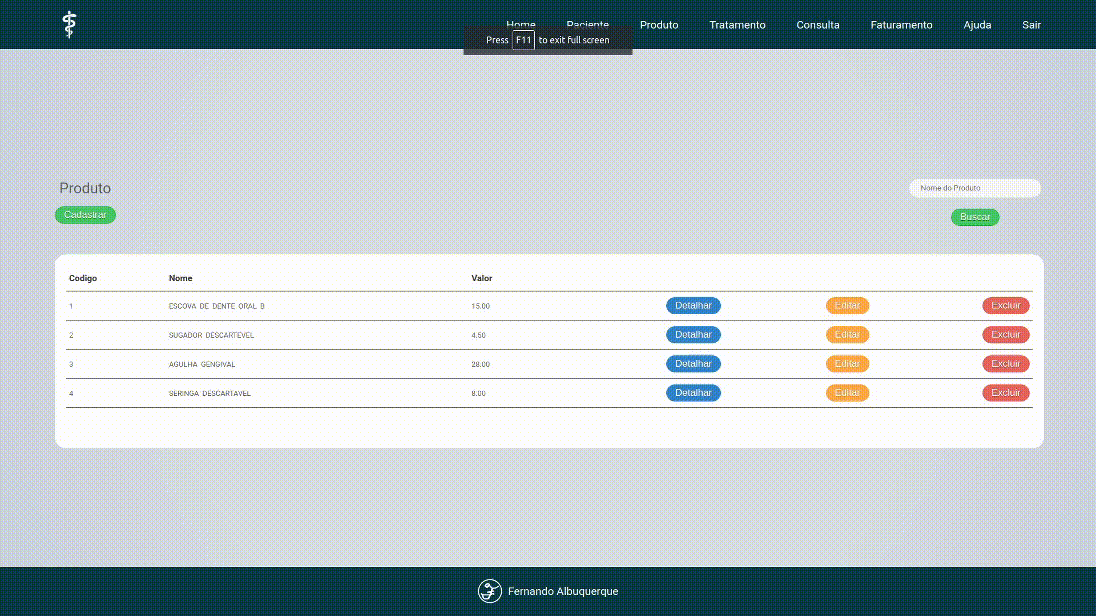 Home Paciente Produto Tratamento Consulta Faturamento Ajuda Sair
Press F11 to exit full screen
Produto
Nome do Produto
Cadastrar
Buscar
Codigo Nome Valor
1 ESCOVA DE DENTE ORAL B 15.00 Detalhar Editar Excluir
2 SUGADOR DESCARTEVEL 4.50 Detalhar Editar Excluir
3 AGULHA GENGIVAL 28.00 Detalhar Editar Excluir
4 SERINGA DESCARTAVEL 8.00 Detalhar Editar Excluir
Fernando Albuquerque